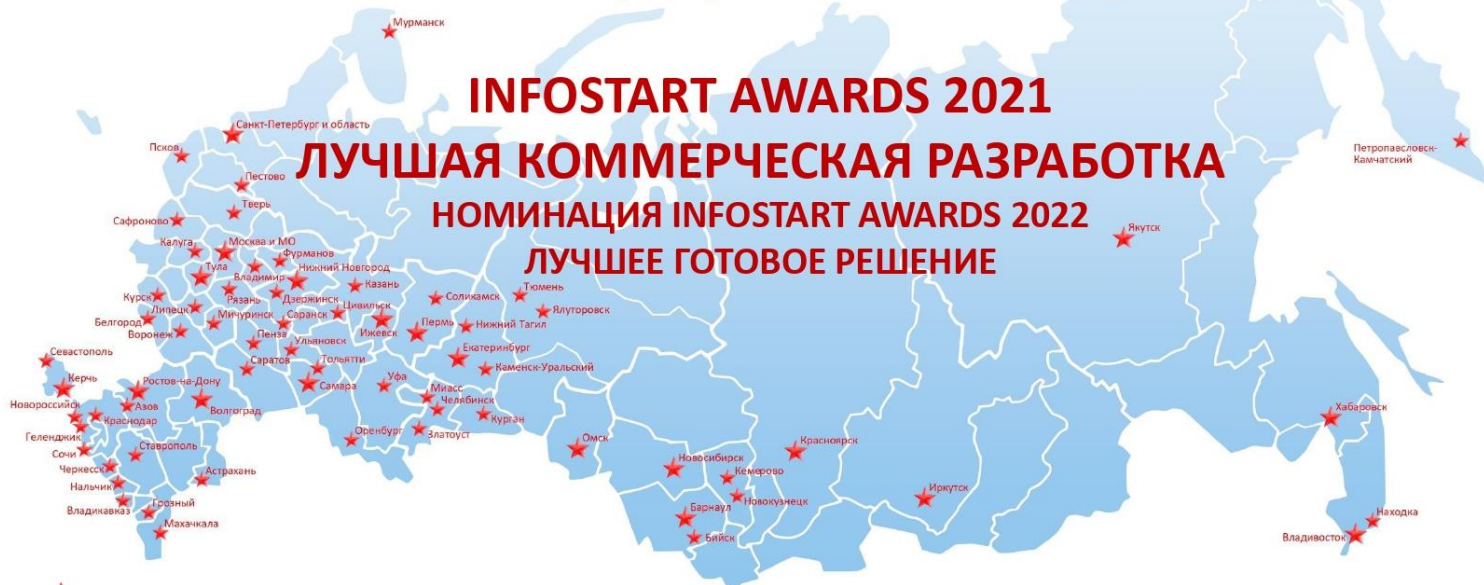 Мурманск
INFOSTART AWARDS 2021
ЛУЧШАЯ КОММЕРЧЕСКАЯ РАЗРАБОТКА
НОМИНАЦИЯ INFOSTART AWARDS 2022
ЛУЧШЕЕ ГОТОВОЕ РЕШЕНИЕ
Санкт-Петербург и область
Псков
Петропавловск-
Камчатский
Пестово
Тверь
Сафроново
Якутск
Калуга
Москва и МО
Фурманов
Тула
Владимир
Нижний Новгород
Казань
Курск
Рязань
Дзержинск
Соликамск
Тюмень
Липецк
Мичуринск
Саранск
Цивильск
Ялуторовск
Белгород
Воронеж
Пенза
Ижевск
Пермь
Нижний Тагил
Ульяновск
Севастополь
Саратов
Тольятти
Екатеринбург
Каменск-Уральский
Керчь
Ростов-на-Дону
Самара
Уфа
Миасс
Новороссийск
Азов
Волгоград
Челябинск
Краснодар
Курган
Хабаровск
Геленджик
Оренбург
Златоуст
Сочи
Ставрополь
Омск
Красноярск
Черкесск
Астрахань
Новосибирск
Кемерово
Нальчик
Иркутск
Новокузнецк
Владикавказ
Грозный
Барнаул
Находка
Махачкала
Бийск
Владивосток